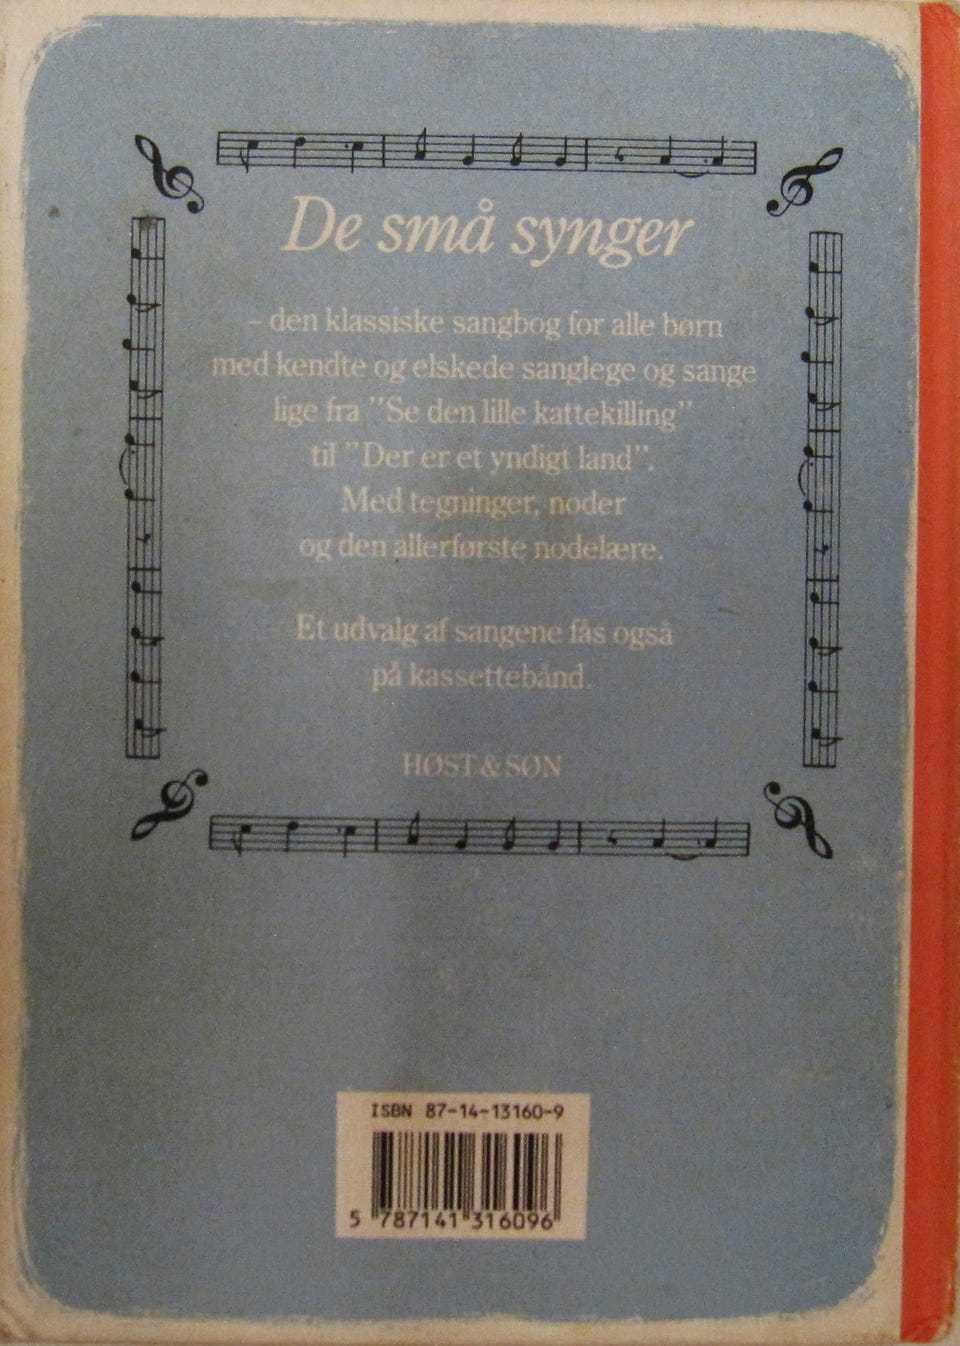 De små synger
– den klassiske sangbog for alle børn
med kendte og elskede sanglege og sange
lige fra "Se den lille kattekilling"
til "Der er et yndigt land".
Med tegninger, noder
og den allerførste nodelære.
Et udvalg af sangene fås også
på kassettebånd.
HØST & SØN
ISBN 87-14-13160-9
5 787141 316096